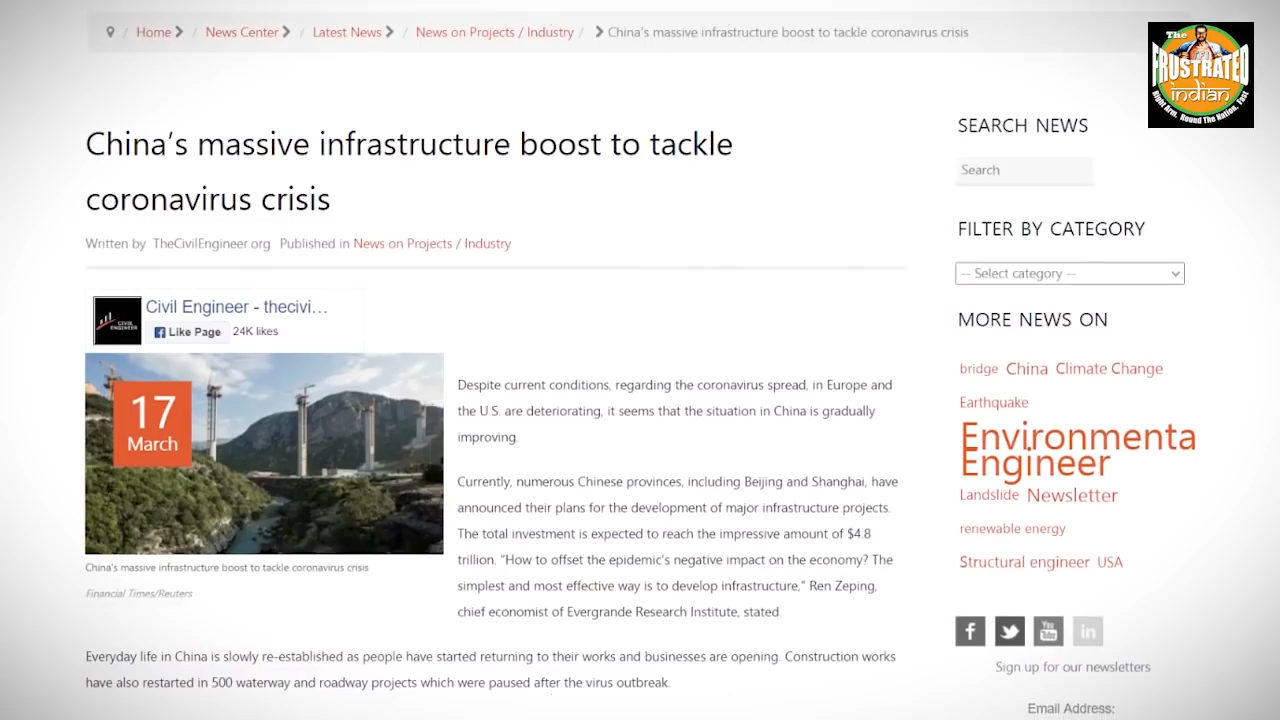 Home / News Center / Latest News / News on Projects / Industry / China's massive infrastructure boost to tackle coronavirus crisis
The
FRUSTRATED
indian
Right Arm, Round The Nation, Fast
China's massive infrastructure boost to tackle
coronavirus crisis
Written by TheCivilEngineer.org Published in News on Projects / Industry
CIVIL
ENGINEER
Civil Engineer - thecivi...
Like Page 24K likes
17
March
China's massive infrastructure boost to tackle coronavirus crisis
Financial Times/Reuters
Despite current conditions, regarding the coronavirus spread, in Europe and
the U.S. are deteriorating, it seems that the situation in China is gradually
improving.
Currently, numerous Chinese provinces, including Beijing and Shanghai, have
announced their plans for the development of major infrastructure projects.
The total investment is expected to reach the impressive amount of $4.8
trillion. "How to offset the epidemic's negative impact on the economy? The
simplest and most effective way is to develop infrastructure," Ren Zeping,
chief economist of Evergrande Research Institute, stated.
Everyday life in China is slowly re-established as people have started returning to their works and businesses are opening. Construction works
have also restarted in 500 waterway and roadway projects which were paused after the virus outbreak.
SEARCH NEWS
Search
FILTER BY CATEGORY
-- Select category --
MORE NEWS ON
bridge China Climate Change
Earthquake
Environmenta
Engineer
Landslide Newsletter
renewable energy
Structural engineer USA
You
Tube
in
Sign up for our newsletters
Email Address: